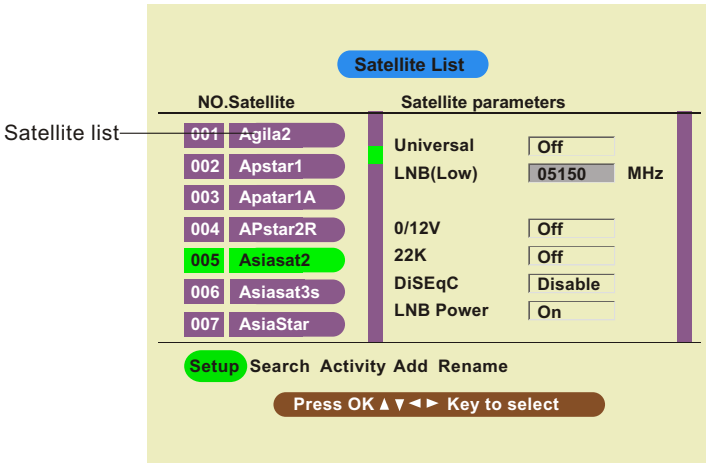 Satellite List
NO.Satellite Satellite parameters
Satellite list
001 Agila2
002 Apstar1
003 Apatar1A
004 APstar2R
005 Asiasat2
006 Asiasat3s
007 AsiaStar
Universal Off
LNB(Low) 05150 MHz
0/12V Off
22K Off
DiSEqC Disable
LNB Power On
Setup Search Activity Add Rename
Press OK ▲ ▼ ◄ ► Key to select